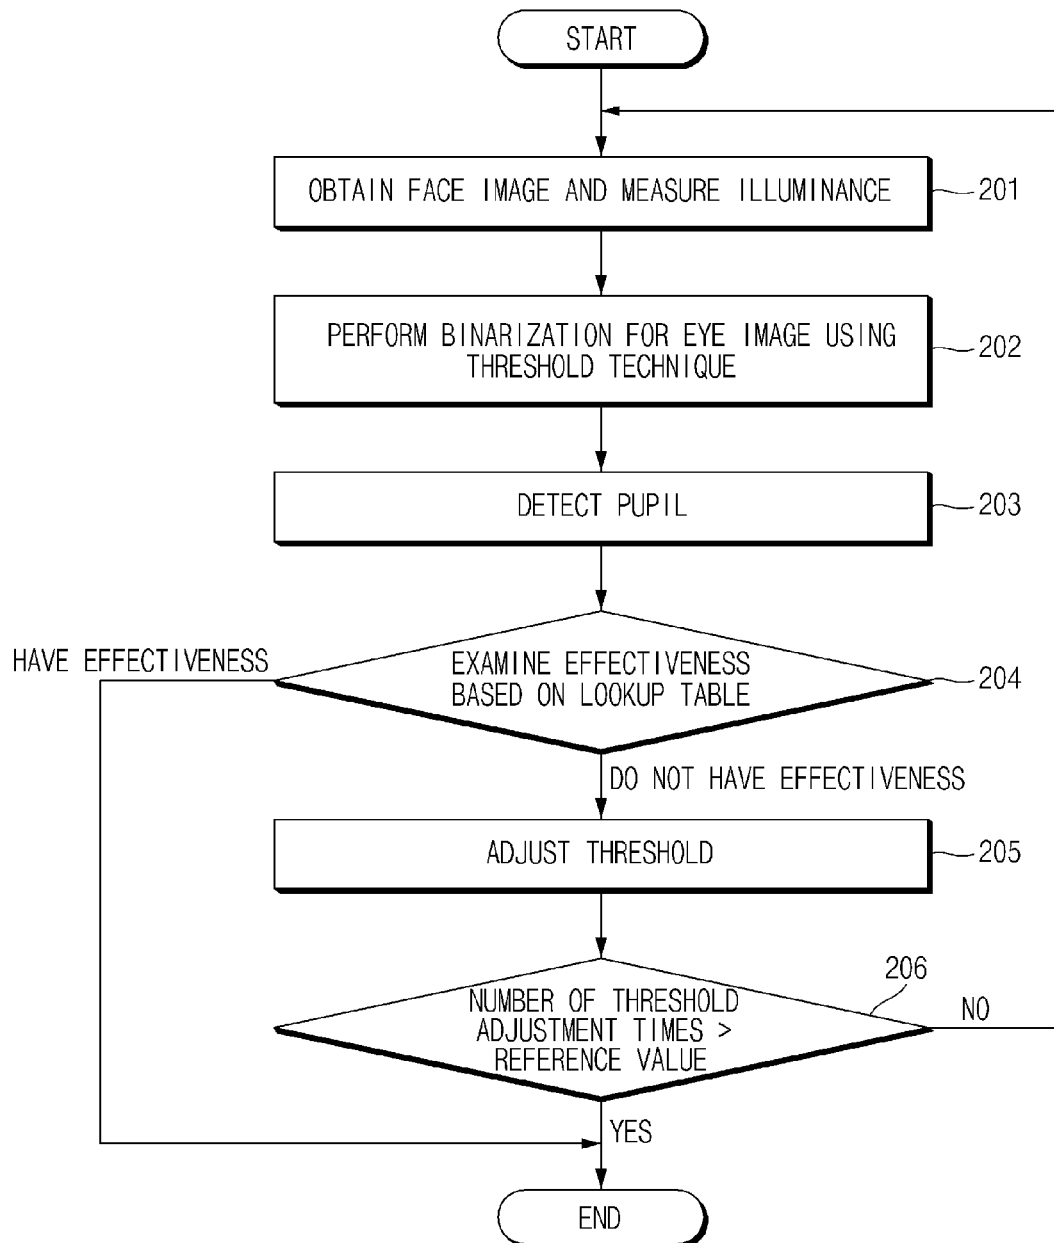 START
OBTAIN FACE IMAGE AND MEASURE ILLUMINANCE
201
PERFORM BINARIZATION FOR EYE IMAGE USING
THRESHOLD TECHNIQUE
202
DETECT PUPIL
203
HAVE EFFECTIVENESS
EXAMINE EFFECTIVENESS
BASED ON LOOKUP TABLE
204
DO NOT HAVE EFFECTIVENESS
ADJUST THRESHOLD
205
206
NUMBER OF THRESHOLD
ADJUSTMENT TIMES >
REFERENCE VALUE
NO
YES
END